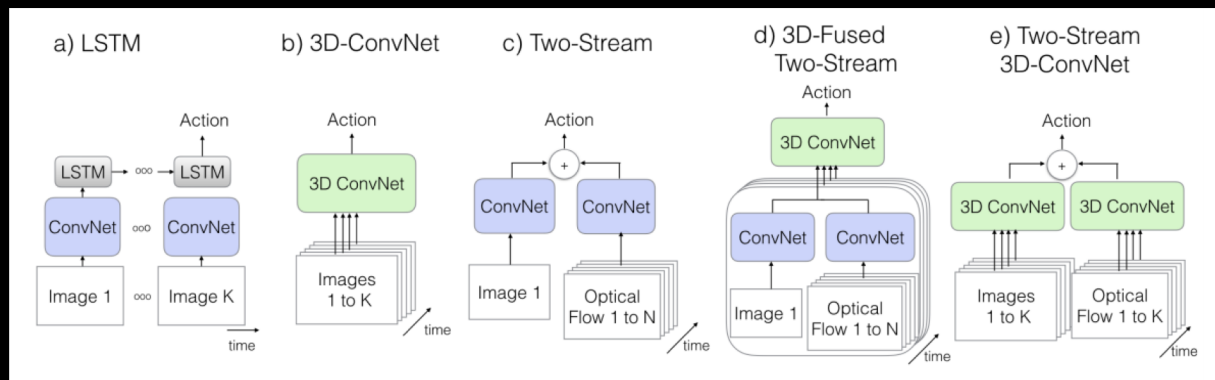 a) LSTM
Action
LSTM
ooo
LSTM
ConvNet
ooo
ConvNet
Image 1
ooo
Image K
time
b) 3D-ConvNet
Action
3D ConvNet
Images
1 to K
time
c) Two-Stream
Action
+
ConvNet
ConvNet
Image 1
Optical
Flow 1 to N
time
d) 3D-Fused
Two-Stream
Action
3D ConvNet
ConvNet
ConvNet
Image 1
Optical
Flow 1 to N
time
e) Two-Stream
3D-ConvNet
Action
+
3D ConvNet
3D ConvNet
Images
1 to K
Optical
Flow 1 to K
time